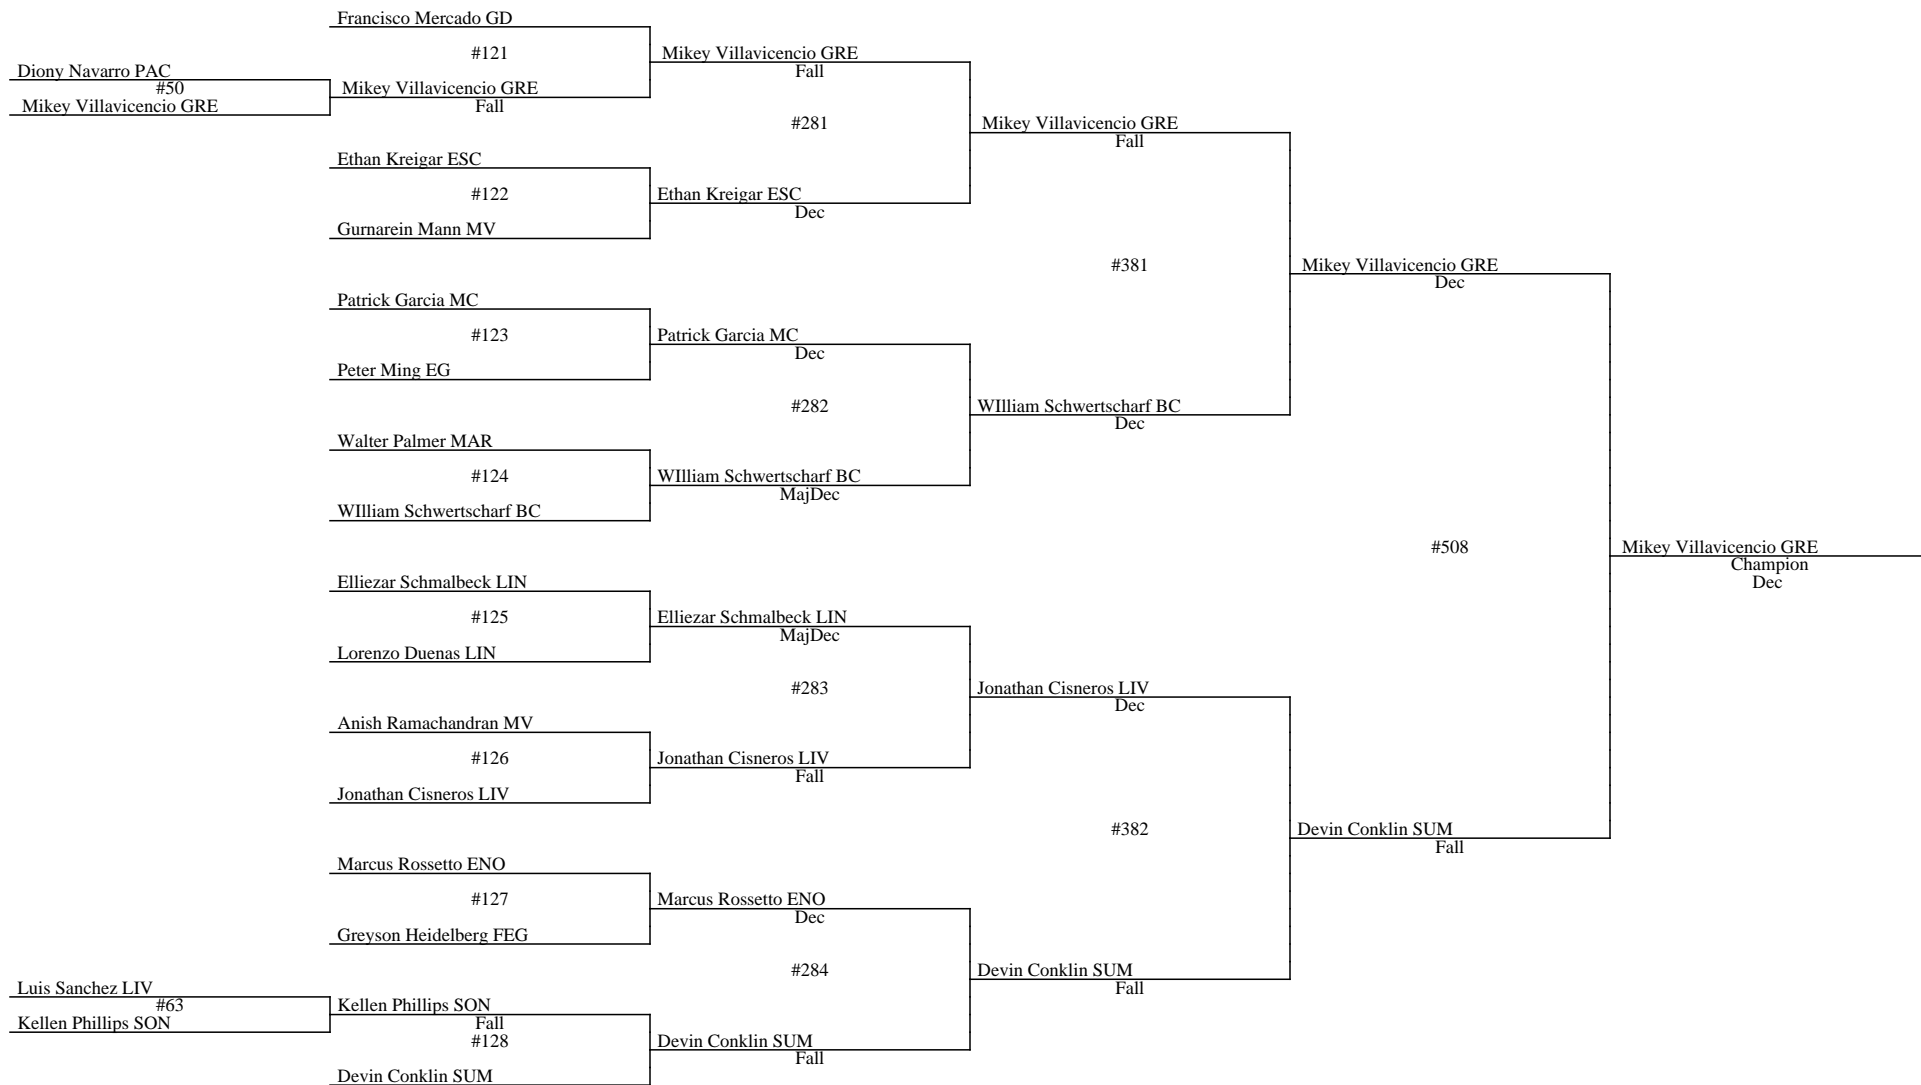 Francisco Mercado GD
#121
Mikey Villavicencio GRE
Fall
Diony Navarro PAC
#50
Mikey Villavicencio GRE
Mikey Villavicencio GRE
Fall
#281
Mikey Villavicencio GRE
Fall
Ethan Kreigar ESC
#122
Ethan Kreigar ESC
Dec
Gurnarein Mann MV
#381
Mikey Villavicencio GRE
Dec
Patrick Garcia MC
#123
Patrick Garcia MC
Dec
Peter Ming EG
#282
WIlliam Schwertscharf BC
Dec
Walter Palmer MAR
#124
WIlliam Schwertscharf BC
MajDec
WIlliam Schwertscharf BC
#508
Mikey Villavicencio GRE
Champion
Dec
Elliezar Schmalbeck LIN
#125
Elliezar Schmalbeck LIN
MajDec
Lorenzo Duenas LIN
#283
Jonathan Cisneros LIV
Dec
Anish Ramachandran MV
#126
Jonathan Cisneros LIV
Fall
Jonathan Cisneros LIV
#382
Devin Conklin SUM
Fall
Marcus Rossetto ENO
#127
Marcus Rossetto ENO
Dec
Greyson Heidelberg FEG
#284
Devin Conklin SUM
Fall
Luis Sanchez LIV
#63
Kellen Phillips SON
Kellen Phillips SON
Fall
#128
Devin Conklin SUM
Fall
Devin Conklin SUM